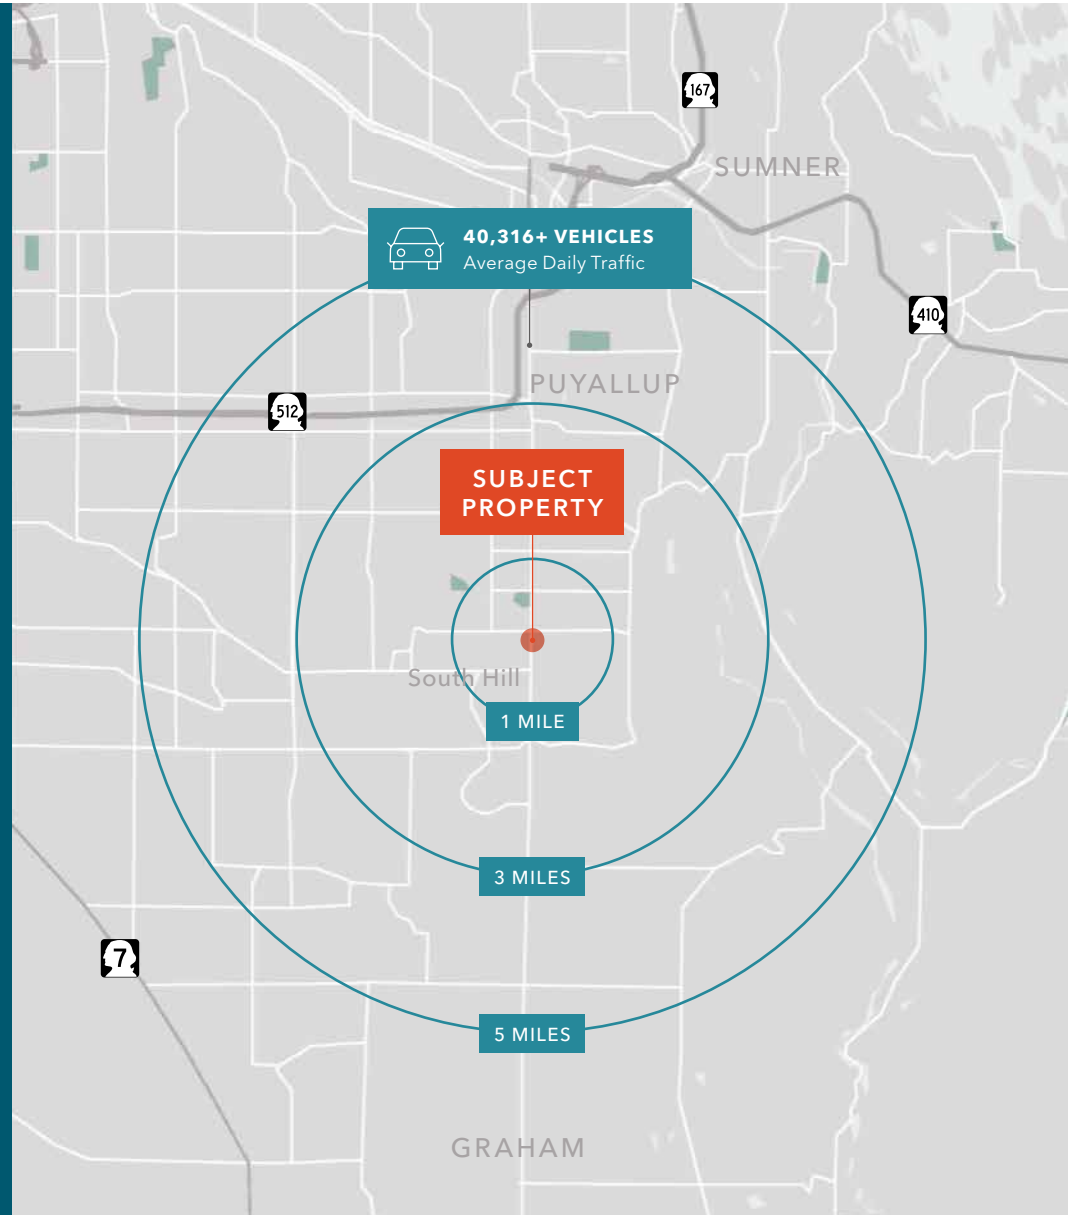 167
SUMNER
40,316+ VEHICLES
Average Daily Traffic
410
PUYALLUP
512
SUBJECT
PROPERTY
South Hill
1 MILE
3 MILES
7
5 MILES
GRAHAM